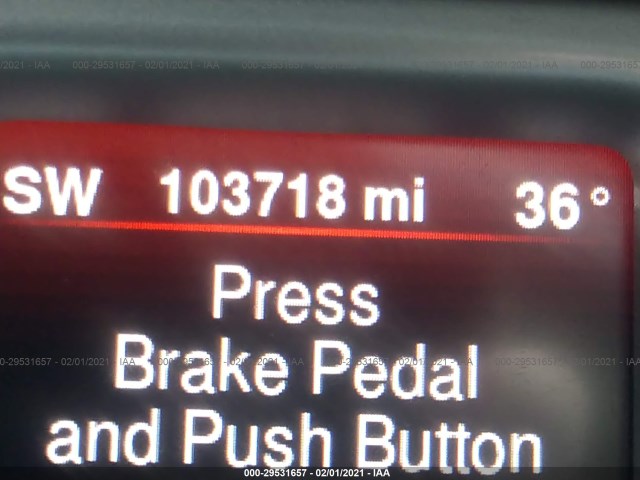 SW 103718 mi 36°
Press
Brake Pedal
and Push Button
000-29531657 - 02/01/2021 - IAA